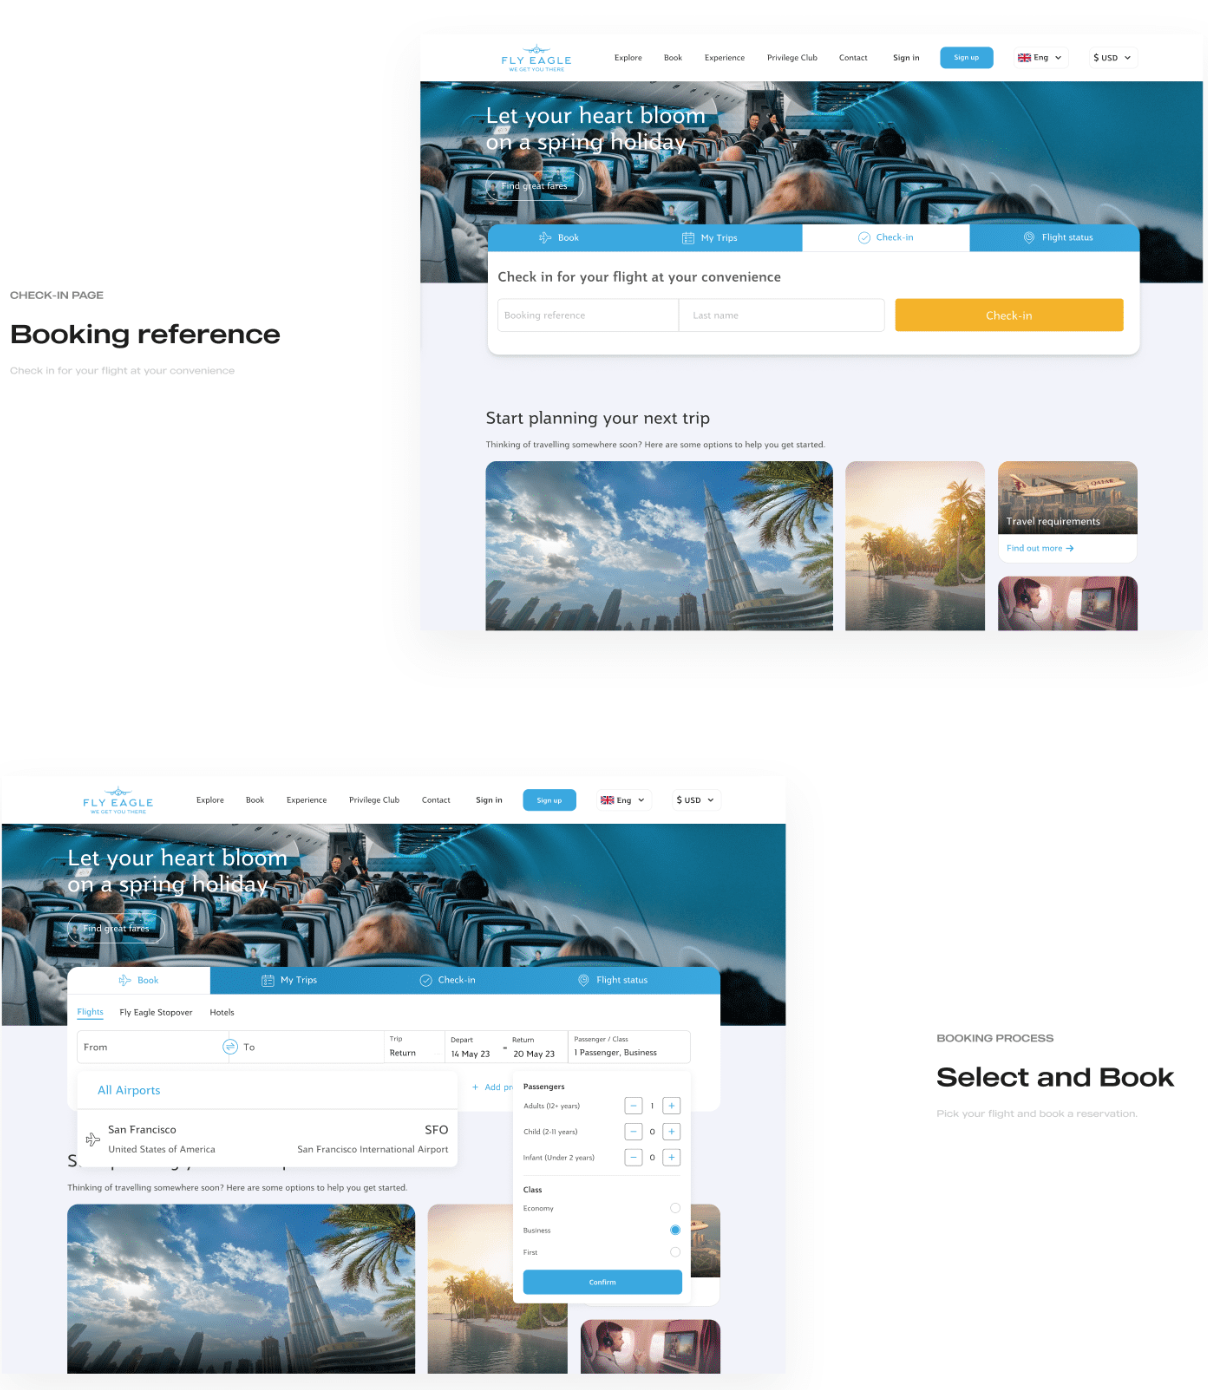 FLY EAGLE
WE GET YOU THERE
Explore
Book
Experience
Privilege Club
Contact
Sign in
Sign up
Eng
$ USD
Let your heart bloom
on a spring holiday
Find great fares
Book
My Trips
Check-in
Flight status
Check in for your flight at your convenience
Booking reference
Last name
Check-in
CHECK-IN PAGE
Booking reference
Check in for your flight at your convenience
Start planning your next trip
Thinking of travelling somewhere soon? Here are some options to help you get started.
QATAR
Travel requirements
Find out more
FLY EAGLE
WE GET YOU THERE
Explore
Book
Experience
Privilege Club
Contact
Sign in
Sign up
Eng
$ USD
Let your heart bloom
on a spring holiday
Find great fares
Book
My Trips
Check-in
Flight status
Flights
Fly Eagle Stopover
Hotels
From
To
Trip
Return
Depart
14 May 23
-
Return
20 May 23
Passenger / Class
1 Passenger, Business
+ Add
All Airports
San Francisco
SFO
United States of America
San Francisco International Airport
Thinking of travelling somewhere soon? Here are some options to help you get started.
Passengers
Adults (12+ years)
− 1 +
Child (2-11 years)
− 0 +
Infant (Under 2 years)
− 0 +
Class
Economy
Business
First
Confirm
BOOKING PROCESS
Select and Book
Pick your flight and book a reservation.